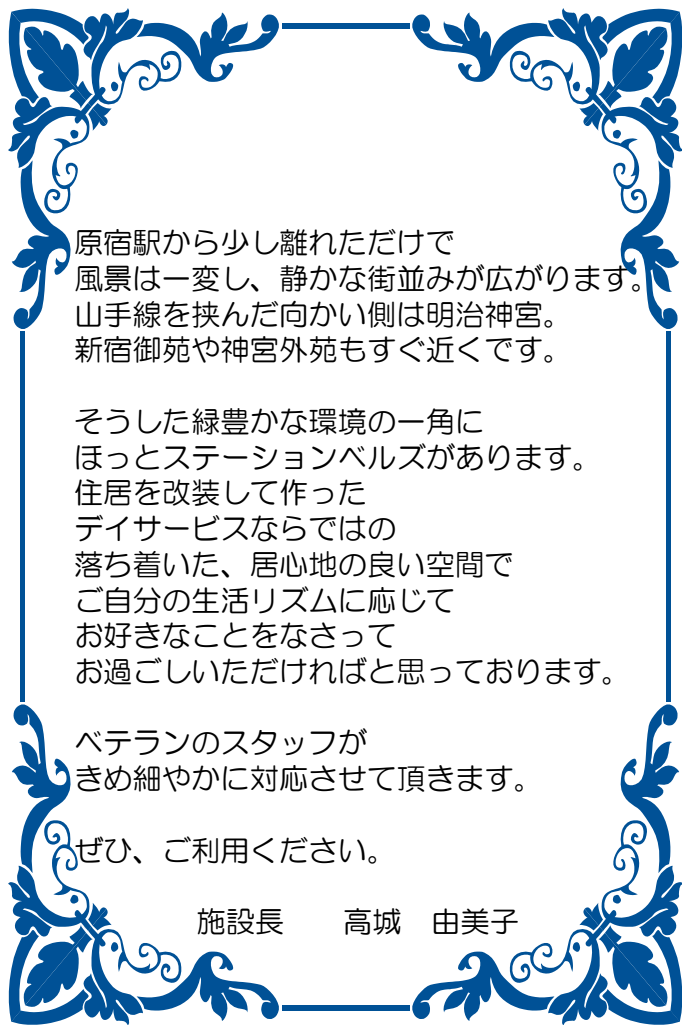 原宿駅から少し離れただけで
風景は一変し、静かな街並みが広がります。
山手線を挟んだ向かい側は明治神宮。
新宿御苑や神宮外苑もすぐ近くです。
そうした緑豊かな環境の一角に
ほっとステーションベルズがあります。
住居を改装して作った
デイサービスならではの
落ち着いた、居心地の良い空間で
ご自分の生活リズムに応じて
お好きなことをなさって
お過ごしいただければと思っております。
ベテランのスタッフが
きめ細やかに対応させて頂きます。
ぜひ、ご利用ください。
施設長　　高城　由美子